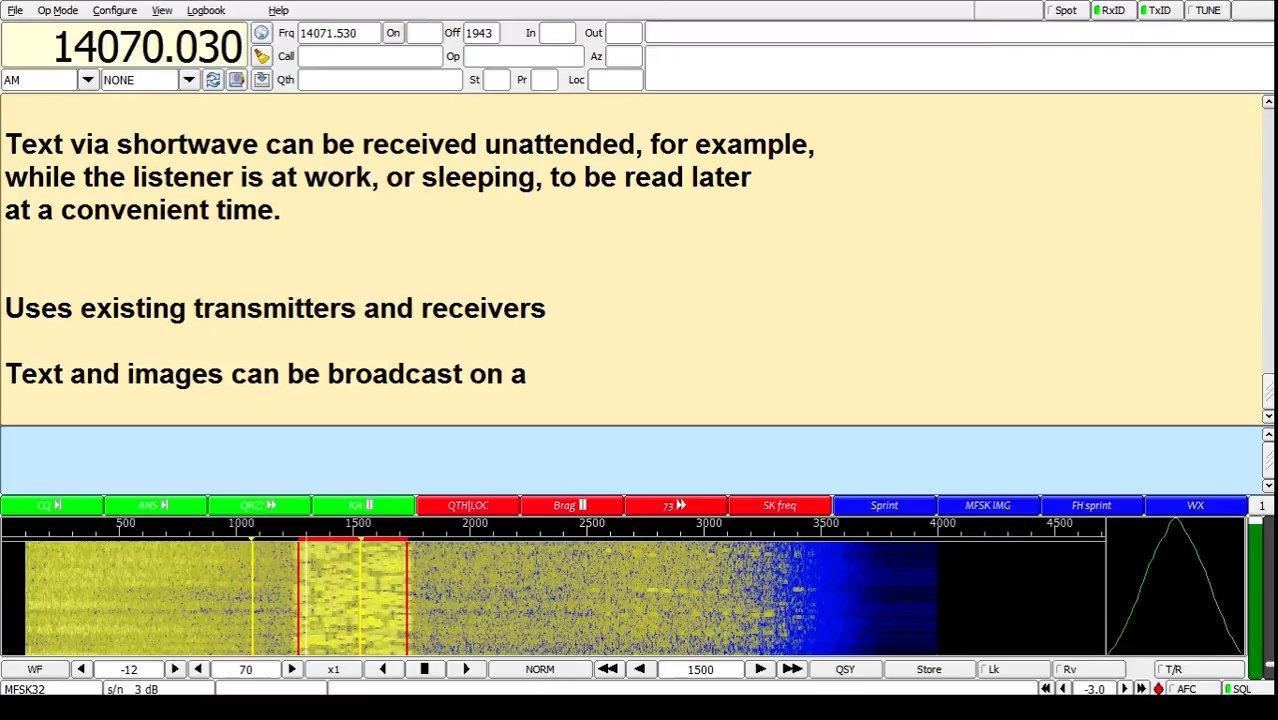 File Op Mode Configure View Logbook Help Spot RxID TxID TUNE
14070.030
Frq 14071.530 On Off 1943 In Out
Call Op Az
AM NONE Qth St Pr Loc
Text via shortwave can be received unattended, for example,
while the listener is at work, or sleeping, to be read later
at a convenient time.
Uses existing transmitters and receivers
Text and images can be broadcast on a
CQ ANS QRZ? KN QTH|LOC Brag 73 SK freq Sprint MFSK IMG FH sprint WX 1
500 1000 1500 2000 2500 3000 3500 4000 4500
WF -12 70 x1 NORM 1500 QSY Store Lk Rv T/R
MFSK32 s/n 3 dB -3.0 AFC SQL